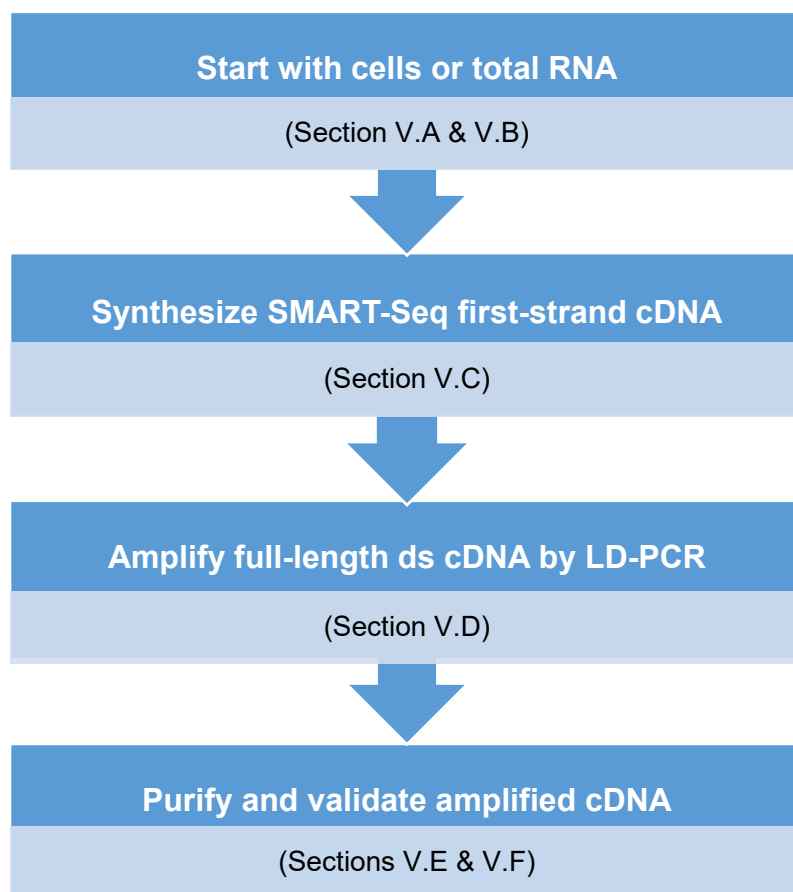 Start with cells or total RNA
(Section V.A & V.B)
Synthesize SMART-Seq first-strand cDNA
(Section V.C)
Amplify full-length ds cDNA by LD-PCR
(Section V.D)
Purify and validate amplified cDNA
(Sections V.E & V.F)